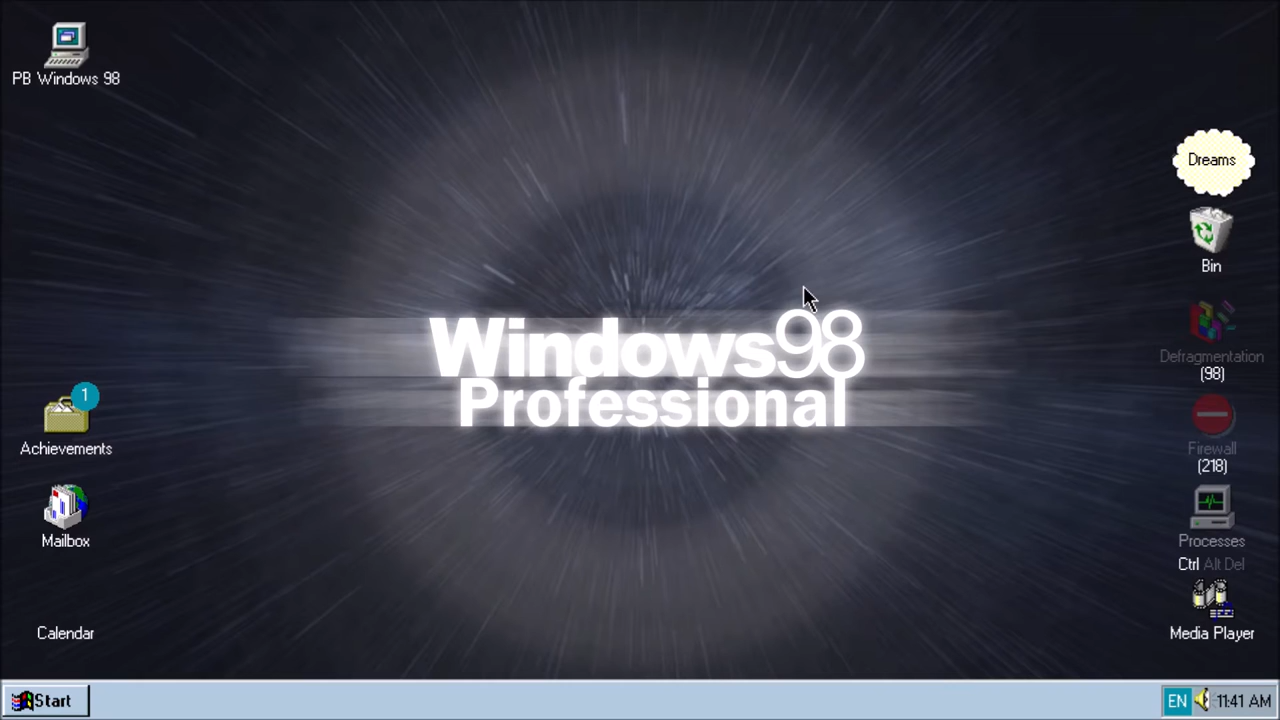 PB Windows 98
Dreams
Bin
Windows98
Professional
Defragmentation
(98)
Achievements
1
Firewall
(218)
Mailbox
Processes
Ctrl Alt Del
Calendar
Media Player
Start
EN
11:41 AM